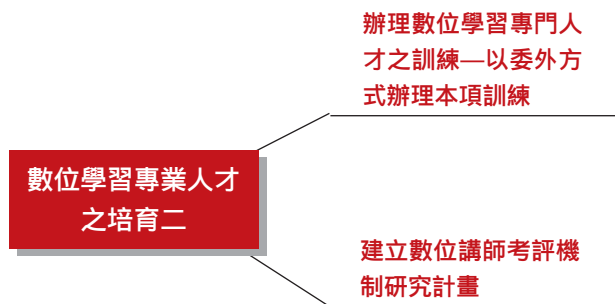 辦理數位學習專門人
才之訓練—以委外方
式辦理本項訓練
數位學習專業人才
之培育二
建立數位講師考評機
制研究計畫